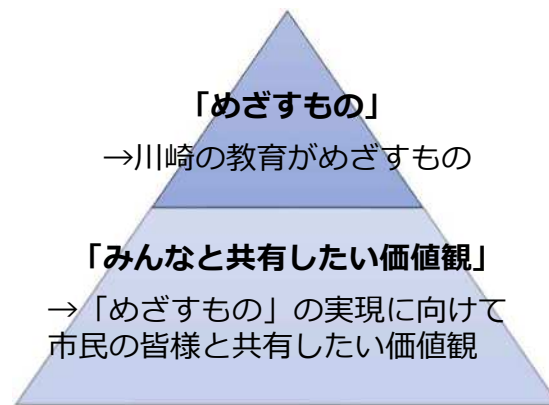 「めざすもの」
→川崎の教育がめざすもの
「みんなと共有したい価値観」
→「めざすもの」の実現に向けて
市民の皆様と共有したい価値観